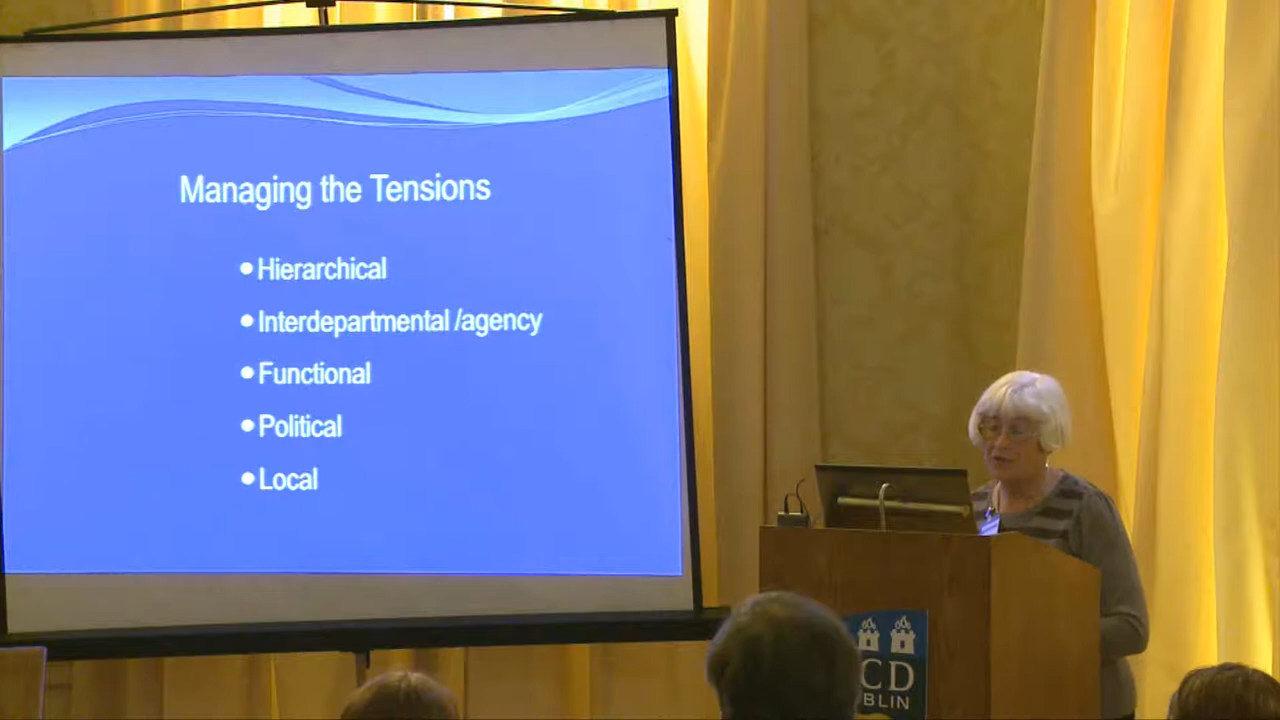 Managing the Tensions
•Hierarchical
•Interdepartmental /agency
•Functional
•Political
•Local
CD
BLIN